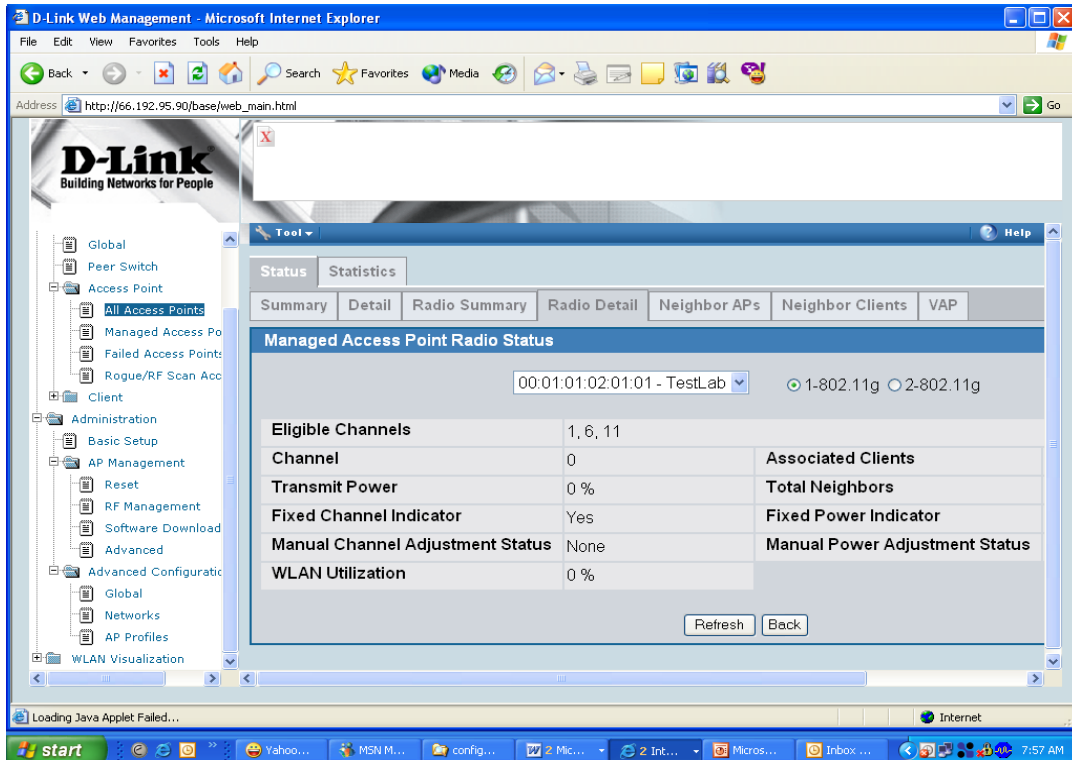 D-Link Web Management - Microsoft Internet Explorer
File Edit View Favorites Tools Help
Back Search Favorites Media
Address http://66.192.95.90/base/web_main.html Go
D-Link
Building Networks for People
X
Tool Help
Global
Peer Switch
Access Point
All Access Points
Managed Access Po
Failed Access Points
Rogue/RF Scan Acc
Client
Administration
Basic Setup
AP Management
Reset
RF Management
Software Download
Advanced
Advanced Configuratic
Global
Networks
AP Profiles
WLAN Visualization
Status Statistics
Summary Detail Radio Summary Radio Detail Neighbor APs Neighbor Clients VAP
Managed Access Point Radio Status
00:01:01:02:01:01 - TestLab 1-802.11g 2-802.11g
Eligible Channels 1, 6, 11
Channel 0 Associated Clients
Transmit Power 0 % Total Neighbors
Fixed Channel Indicator Yes Fixed Power Indicator
Manual Channel Adjustment Status None Manual Power Adjustment Status
WLAN Utilization 0 %
Refresh Back
Loading Java Applet Failed... Internet
start Yahoo... MSN M... config... 2 Mic... 2 Int... Micros... Inbox ... 7:57 AM